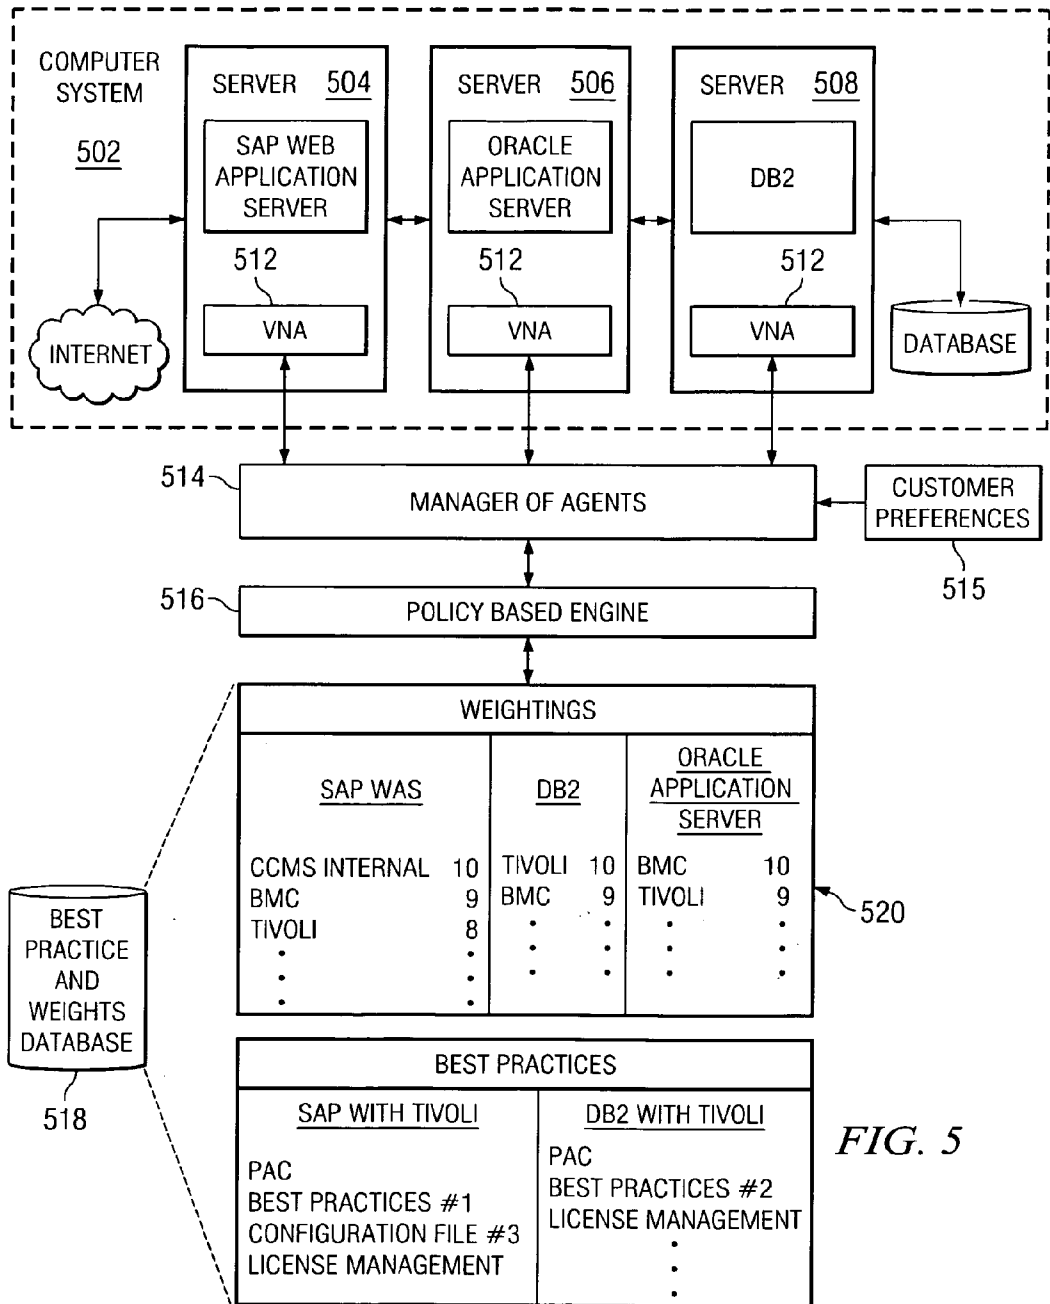 COMPUTER
SYSTEM
502
SERVER 504
SAP WEB
APPLICATION
SERVER
512
VNA
SERVER 506
ORACLE
APPLICATION
SERVER
512
VNA
SERVER 508
DB2
512
VNA
INTERNET
DATABASE
514
MANAGER OF AGENTS
CUSTOMER
PREFERENCES
515
516
POLICY BASED ENGINE
WEIGHTINGS
SAP WAS
CCMS INTERNAL 10
BMC 9
TIVOLI 8
DB2
TIVOLI 10
BMC 9
ORACLE
APPLICATION
SERVER
BMC 10
TIVOLI 9
520
BEST
PRACTICE
AND
WEIGHTS
DATABASE
518
BEST PRACTICES
SAP WITH TIVOLI
PAC
BEST PRACTICES #1
CONFIGURATION FILE #3
LICENSE MANAGEMENT
DB2 WITH TIVOLI
PAC
BEST PRACTICES #2
LICENSE MANAGEMENT
FIG. 5